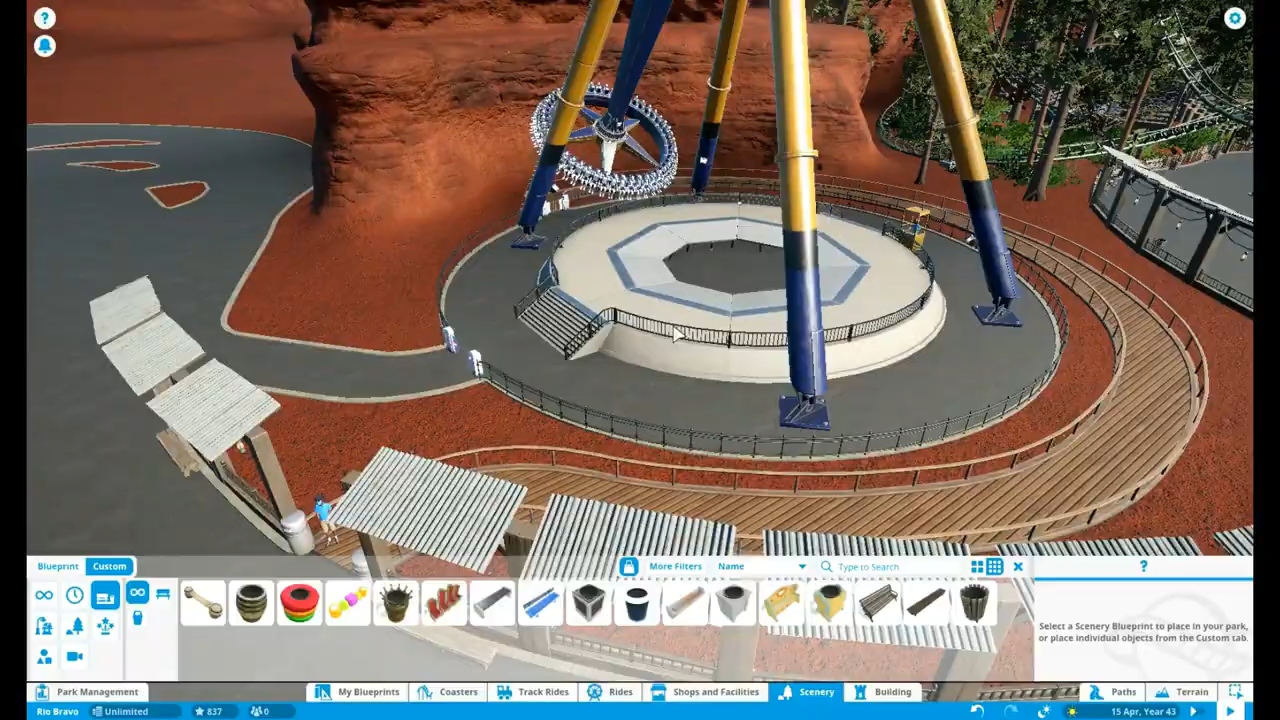 ?
Blueprint Custom
More Filters Name Type to Search
?
Select a Scenery Blueprint to place in your park,
or place individual objects from the Custom tab.
Park Management My Blueprints Coasters Track Rides Rides Shops and Facilities Scenery Building Paths Terrain
Rio Bravo Unlimited 837 0 15 Apr, Year 43